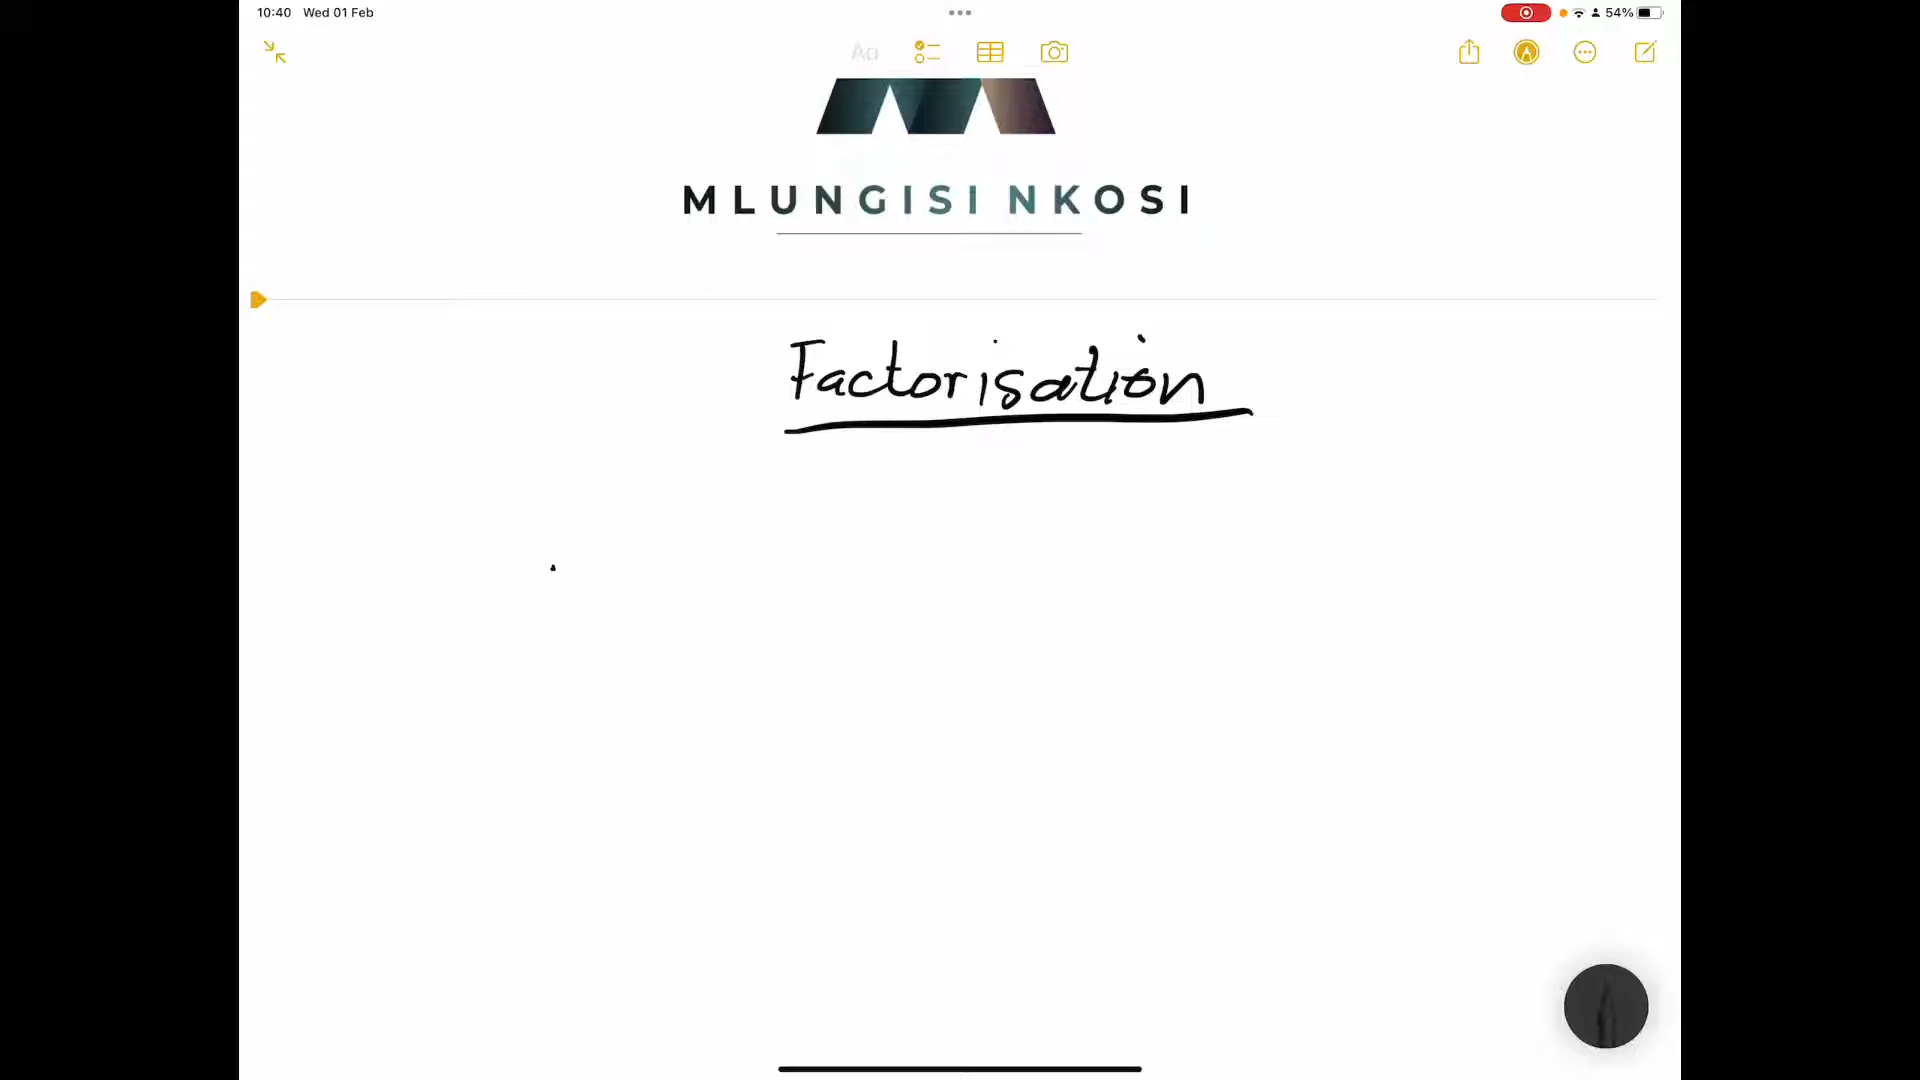 10:40 Wed 01 Feb
54%
Aa
MLUNGISI NKOSI
Factorisation